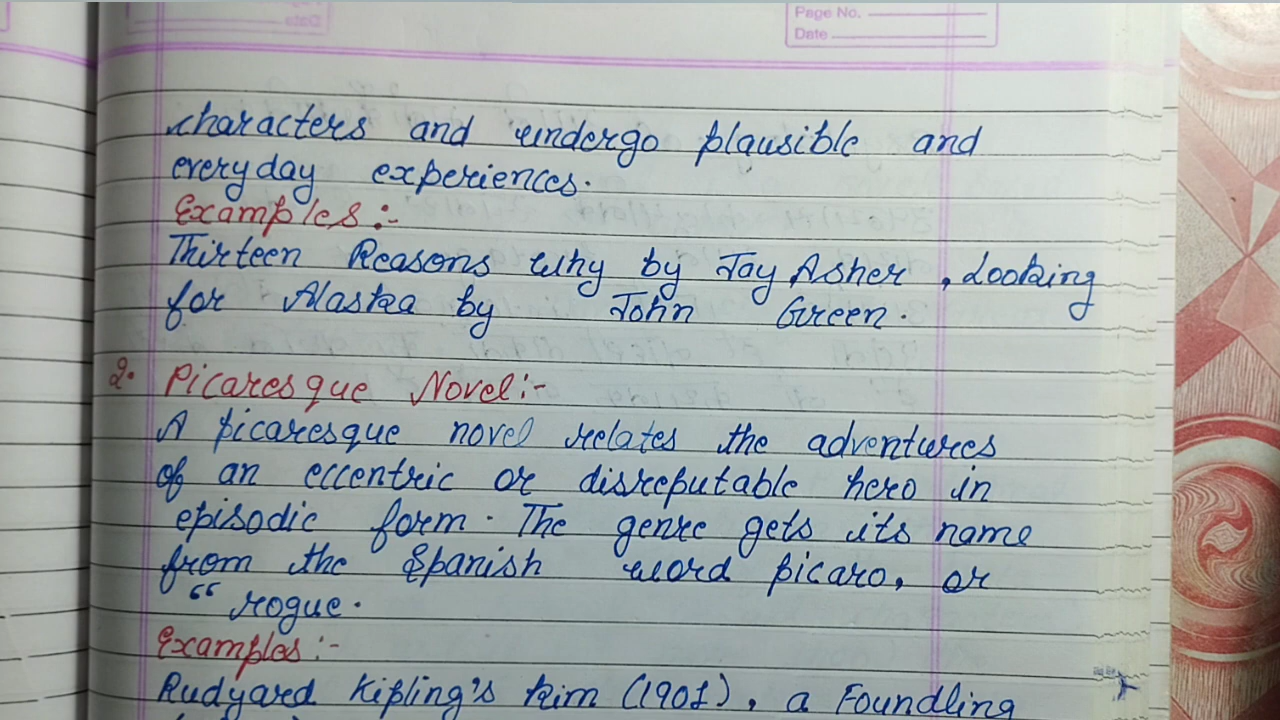 Page No.
Date
characters and undergo plausible and
everyday experiences.
Examples:-
Thirteen Reasons why by Jay Asher, Looking
for Alaska by John Green.
2. Picaresque Novel:-
A picaresque novel relates the adventures
of an eccentric or disreputable hero in
episodic form. The genre gets its name
from the Spanish word picaro, or
“ rogue.
Examples:-
Rudyard Kipling's kim (1901), a Foundling